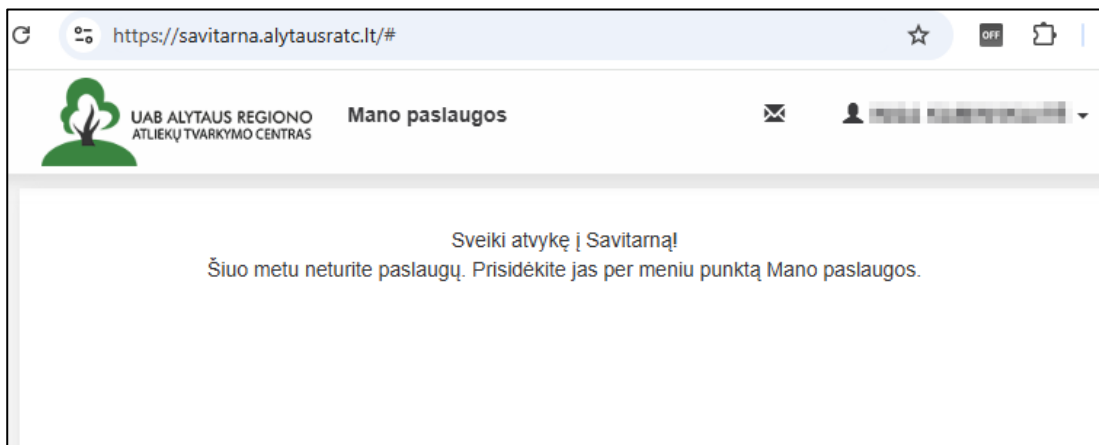 https://savitarna.alytausratc.lt/#
OFF
UAB ALYTAUS REGIONO
ATLIEKŲ TVARKYMO CENTRAS
Mano paslaugos
Sveiki atvykę į Savitarną!
Šiuo metu neturite paslaugų. Prisidėkite jas per meniu punktą Mano paslaugos.